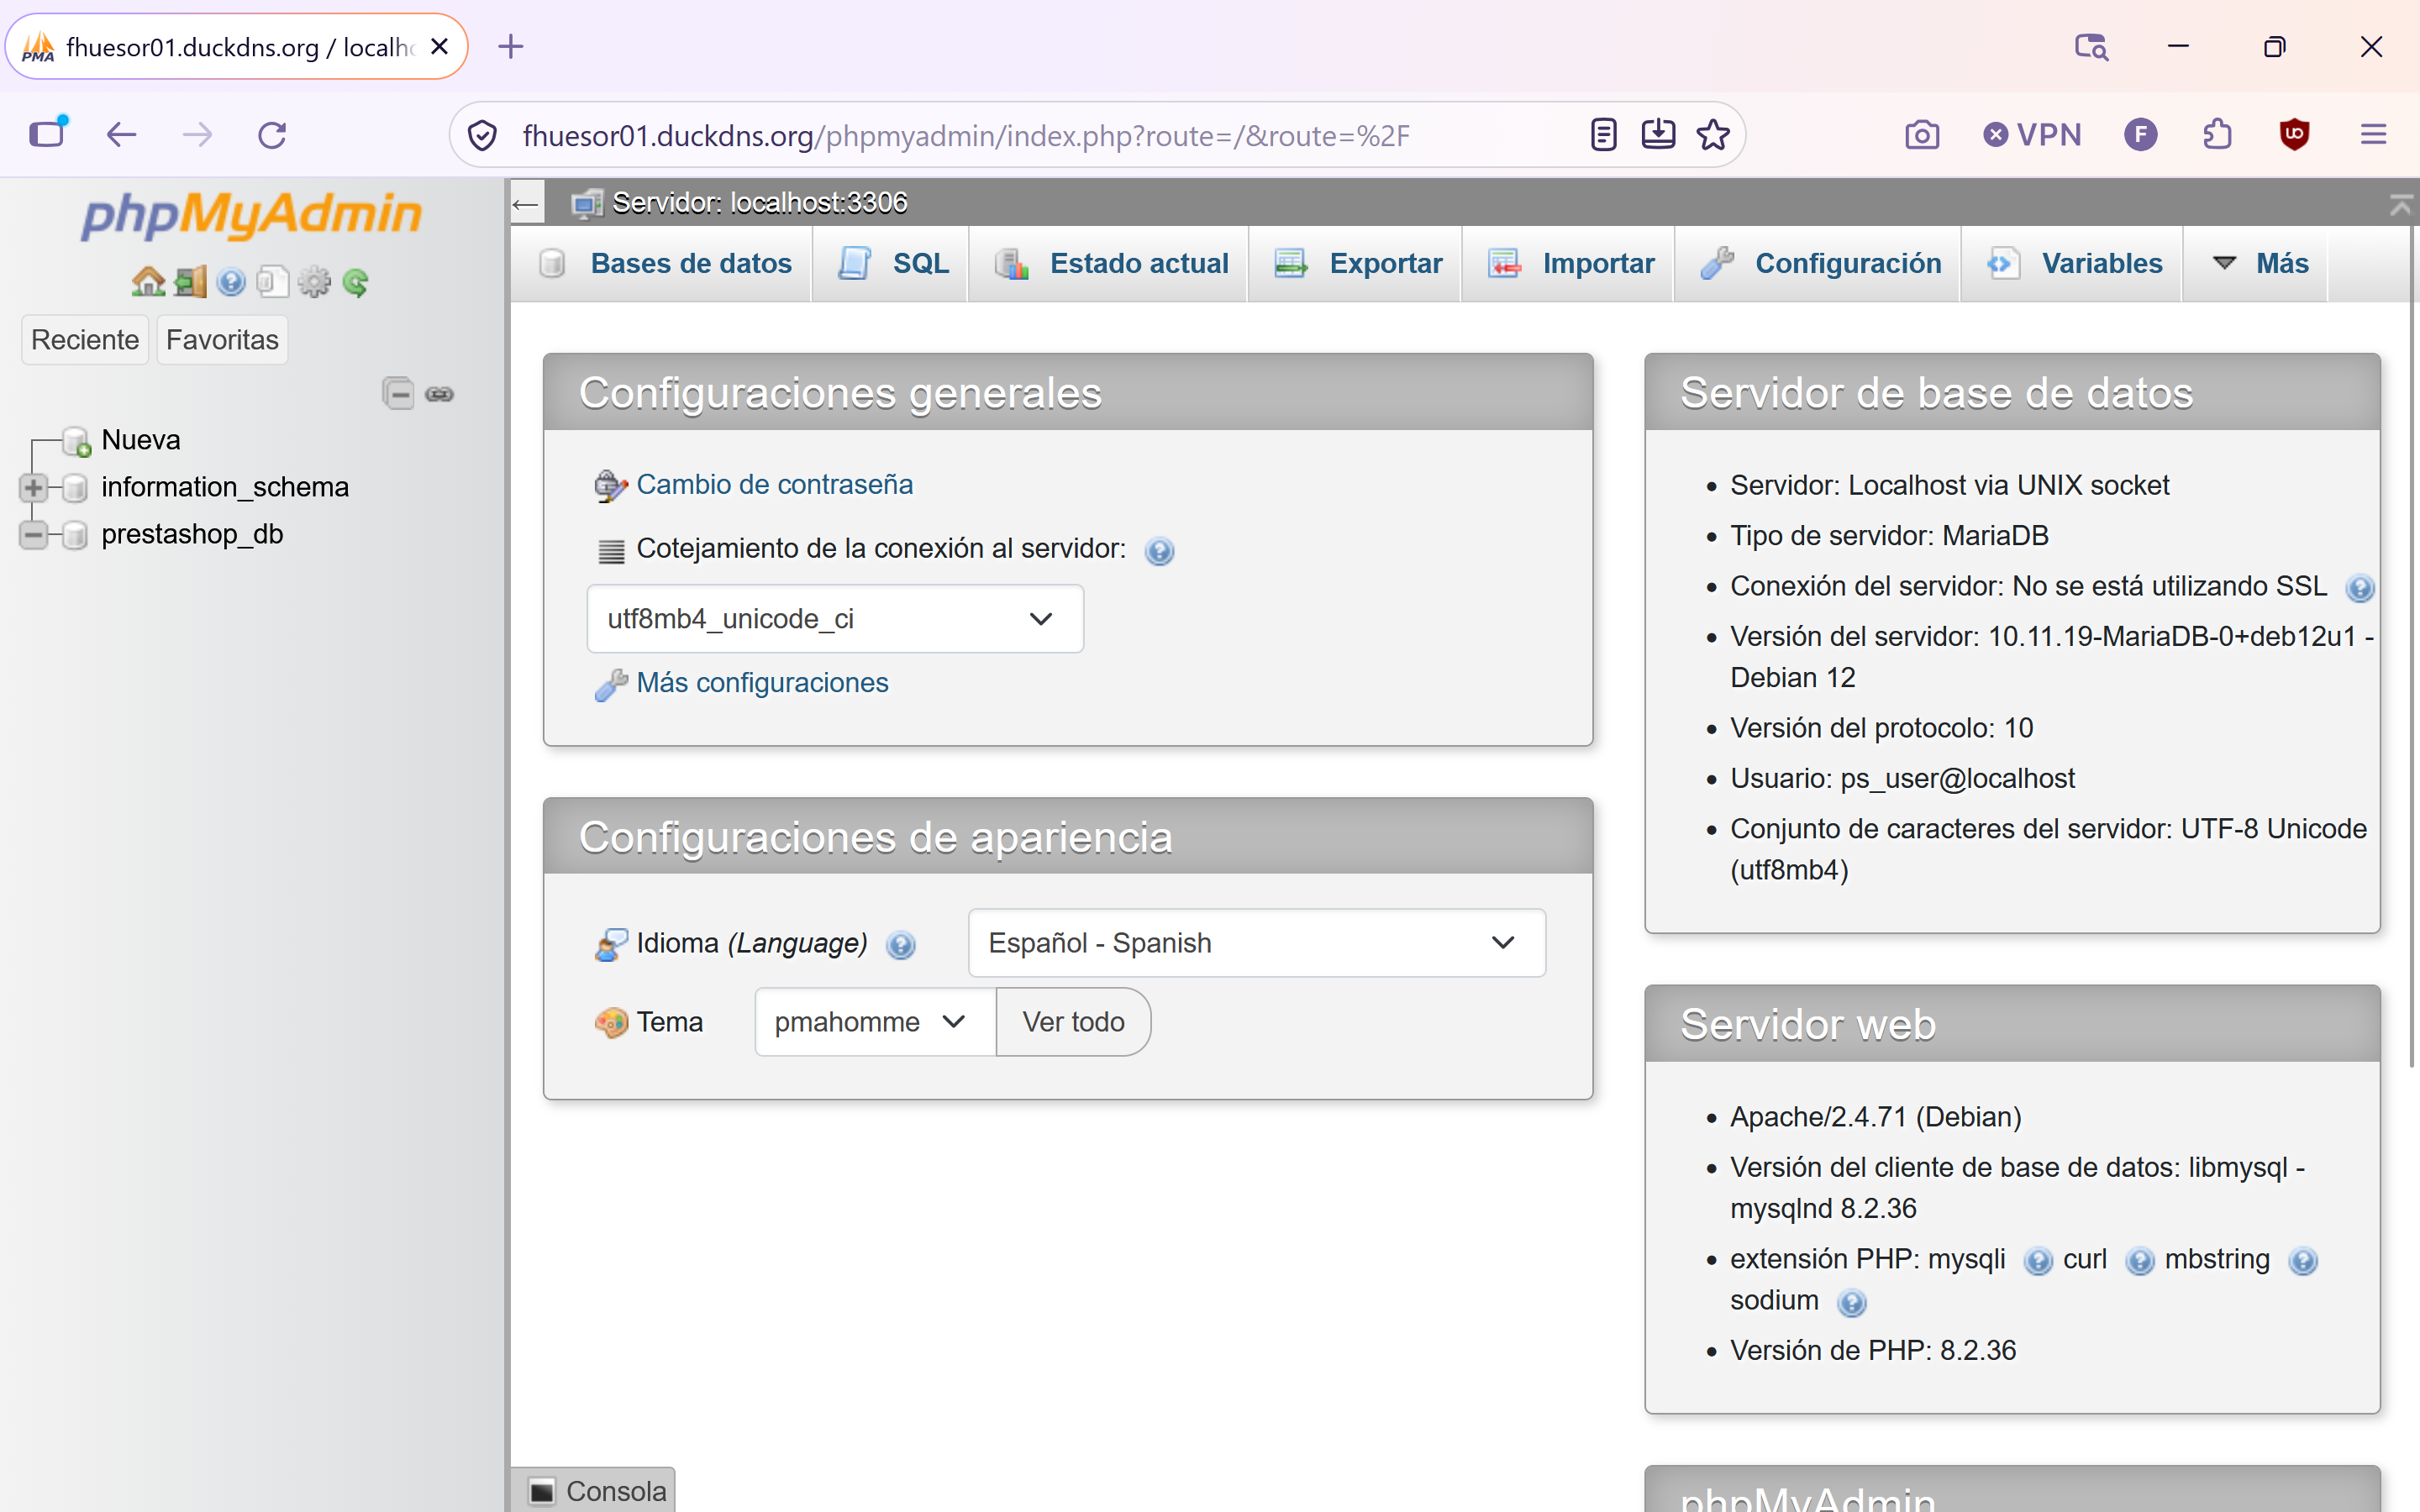 fhuesor01.duckdns.org / localh
fhuesor01.duckdns.org/phpmyadmin/index.php?route=/&route=%2F
VPN
F
phpMyAdmin
Reciente
Favoritas
Nueva
information_schema
prestashop_db
Servidor: localhost:3306
Bases de datos
SQL
Estado actual
Exportar
Importar
Configuración
Variables
Más
Configuraciones generales
Cambio de contraseña
Cotejamiento de la conexión al servidor:
utf8mb4_unicode_ci
Más configuraciones
Configuraciones de apariencia
Idioma (Language)
Español - Spanish
Tema
pmahomme
Ver todo
Servidor de base de datos
• Servidor: Localhost via UNIX socket
• Tipo de servidor: MariaDB
• Conexión del servidor: No se está utilizando SSL
• Versión del servidor: 10.11.19-MariaDB-0+deb12u1 -
Debian 12
• Versión del protocolo: 10
• Usuario: ps_user@localhost
• Conjunto de caracteres del servidor: UTF-8 Unicode
(utf8mb4)
Servidor web
• Apache/2.4.71 (Debian)
• Versión del cliente de base de datos: libmysql -
mysqlnd 8.2.36
• extensión PHP: mysqli curl mbstring
sodium
• Versión de PHP: 8.2.36
phpMyAdmin
Consola